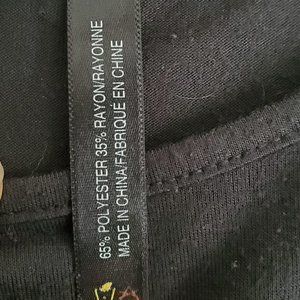 65% POLYESTER 35% RAYON/RAYONNE
MADE IN CHINA/FABRIQUÉ EN CHINE